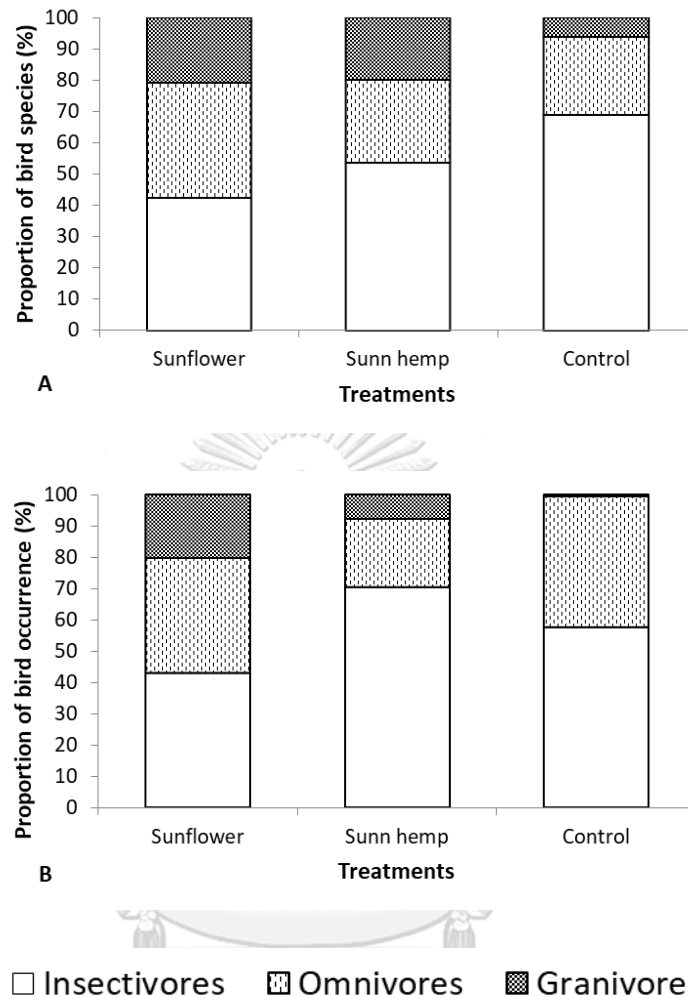 Proportion of bird species (%)
100
90
80
70
60
50
40
30
20
10
0
Sunflower Sunn hemp Control
A
Treatments
Proportion of bird occurrence (%)
100
90
80
70
60
50
40
30
20
10
0
Sunflower Sunn hemp Control
B
Treatments
Insectivores Omnivores Granivore